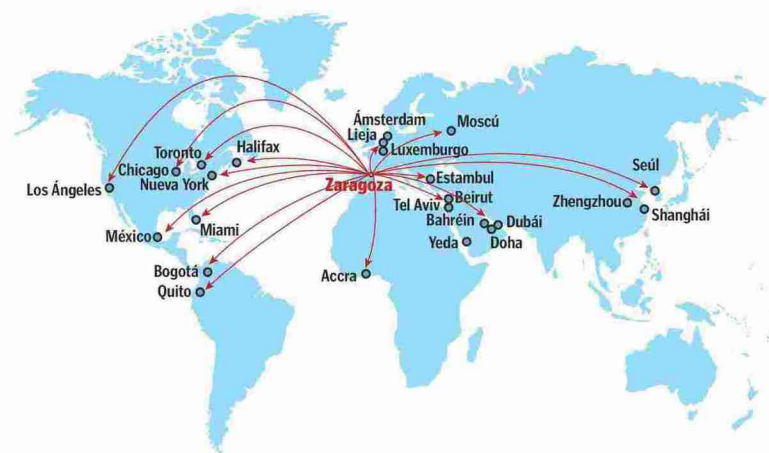 Ámsterdam
Moscú
Lieja
Luxemburgo
Toronto
Halifax
Chicago
Nueva York
Los Ángeles
Zaragoza
Estambul
Seúl
Beirut
Tel Aviv
Zhengzhou
Shanghái
Bahréin
Dubái
Miami
México
Yeda
Doha
Bogotá
Accra
Quito